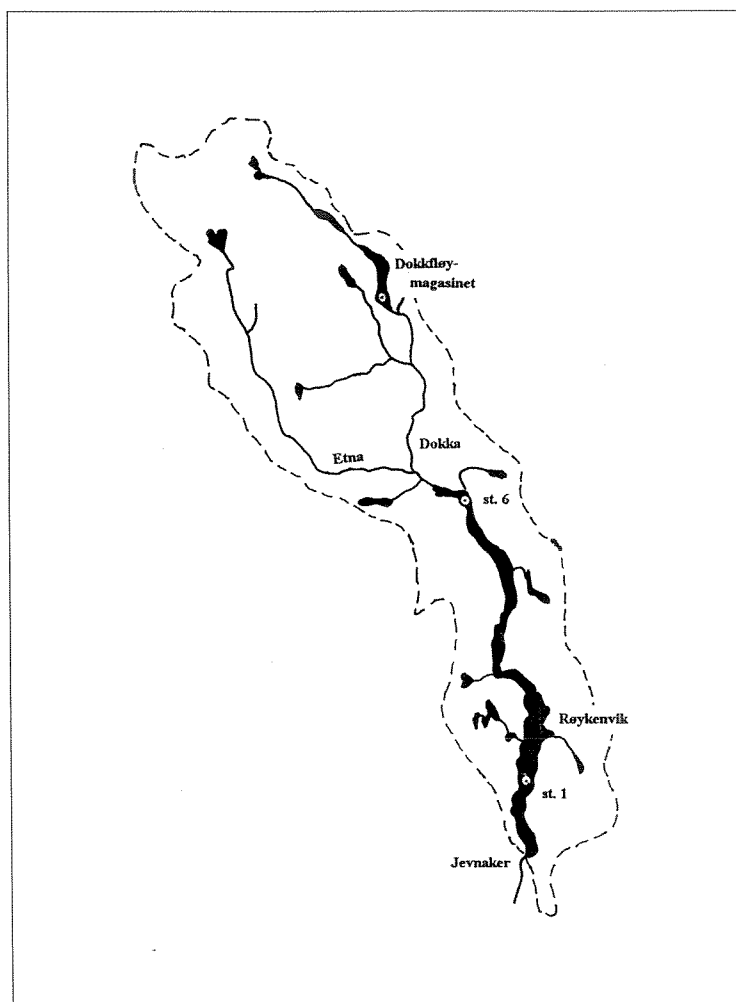 Dokkfløy-
magasinet
Dokka
Etna
st. 6
Røykenvik
st. 1
Jevnaker